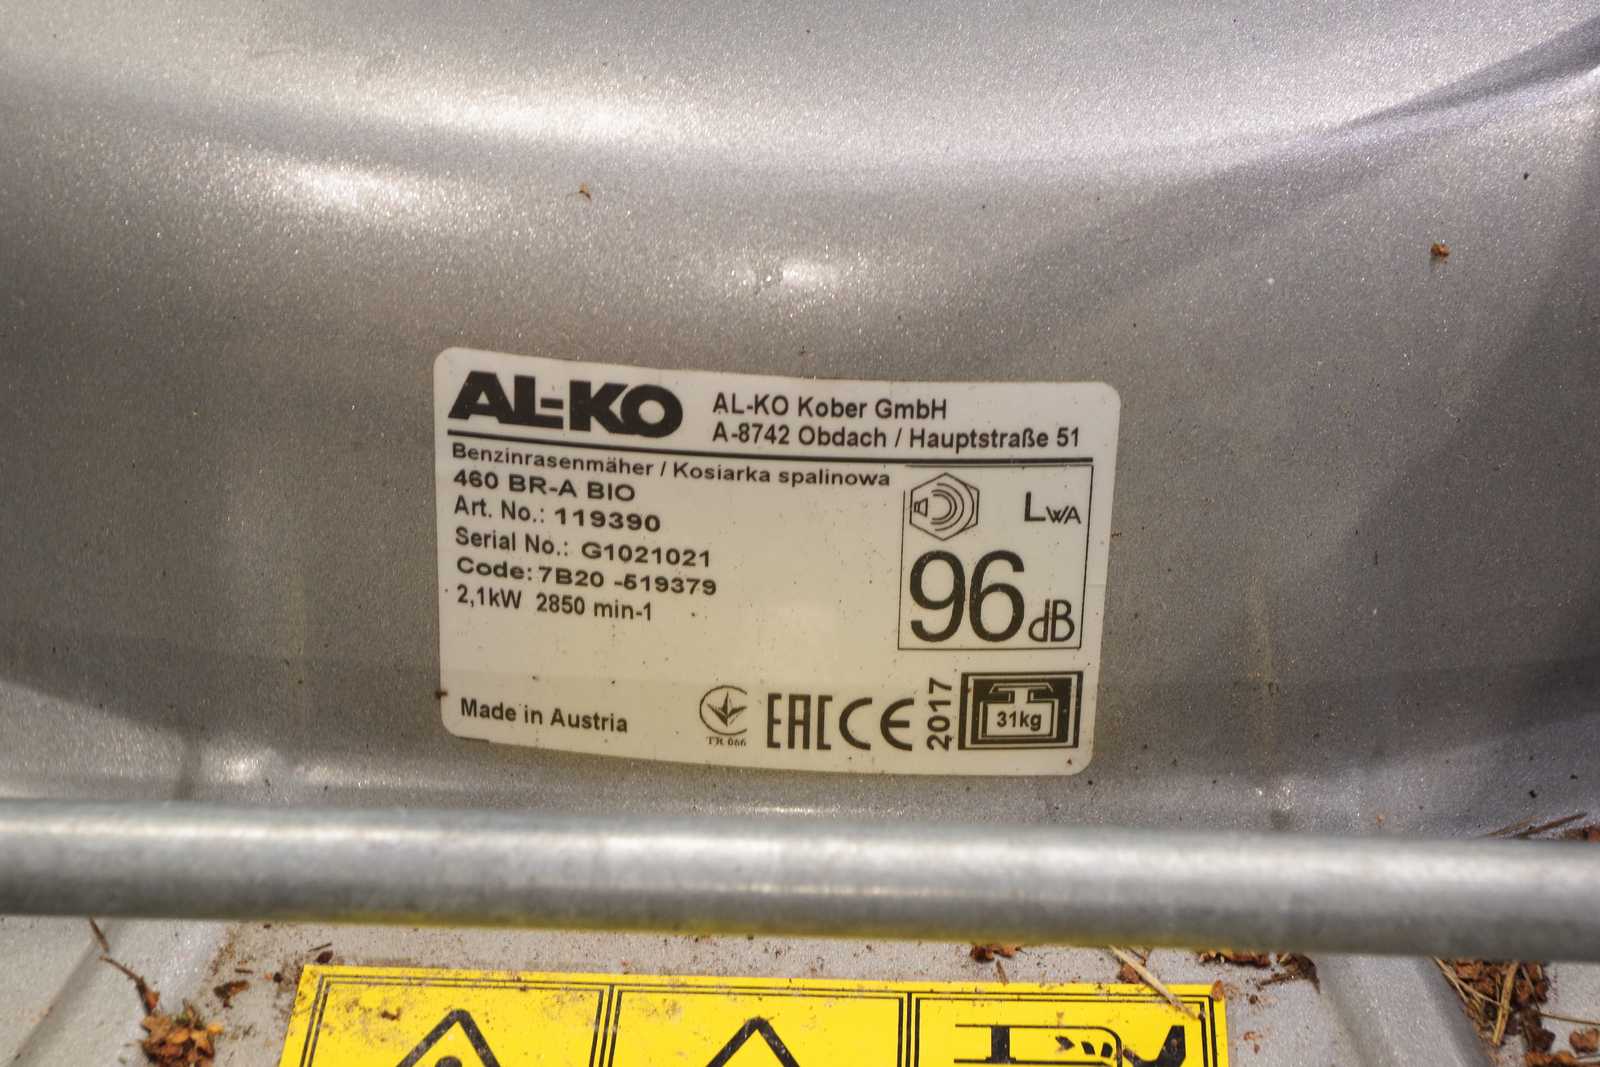 AL-KO
AL-KO Kober GmbH
A-8742 Obdach / Hauptstraße 51
Benzinrasenmäher / Kosiarka spalinowa
460 BR-A BIO
Art. No.: 119390
Serial No.: G1021021
Code: 7B20 -519379
2,1kW 2850 min-1
LWA
96 dB
Made in Austria
TR 066
EAC CE
2017
31kg